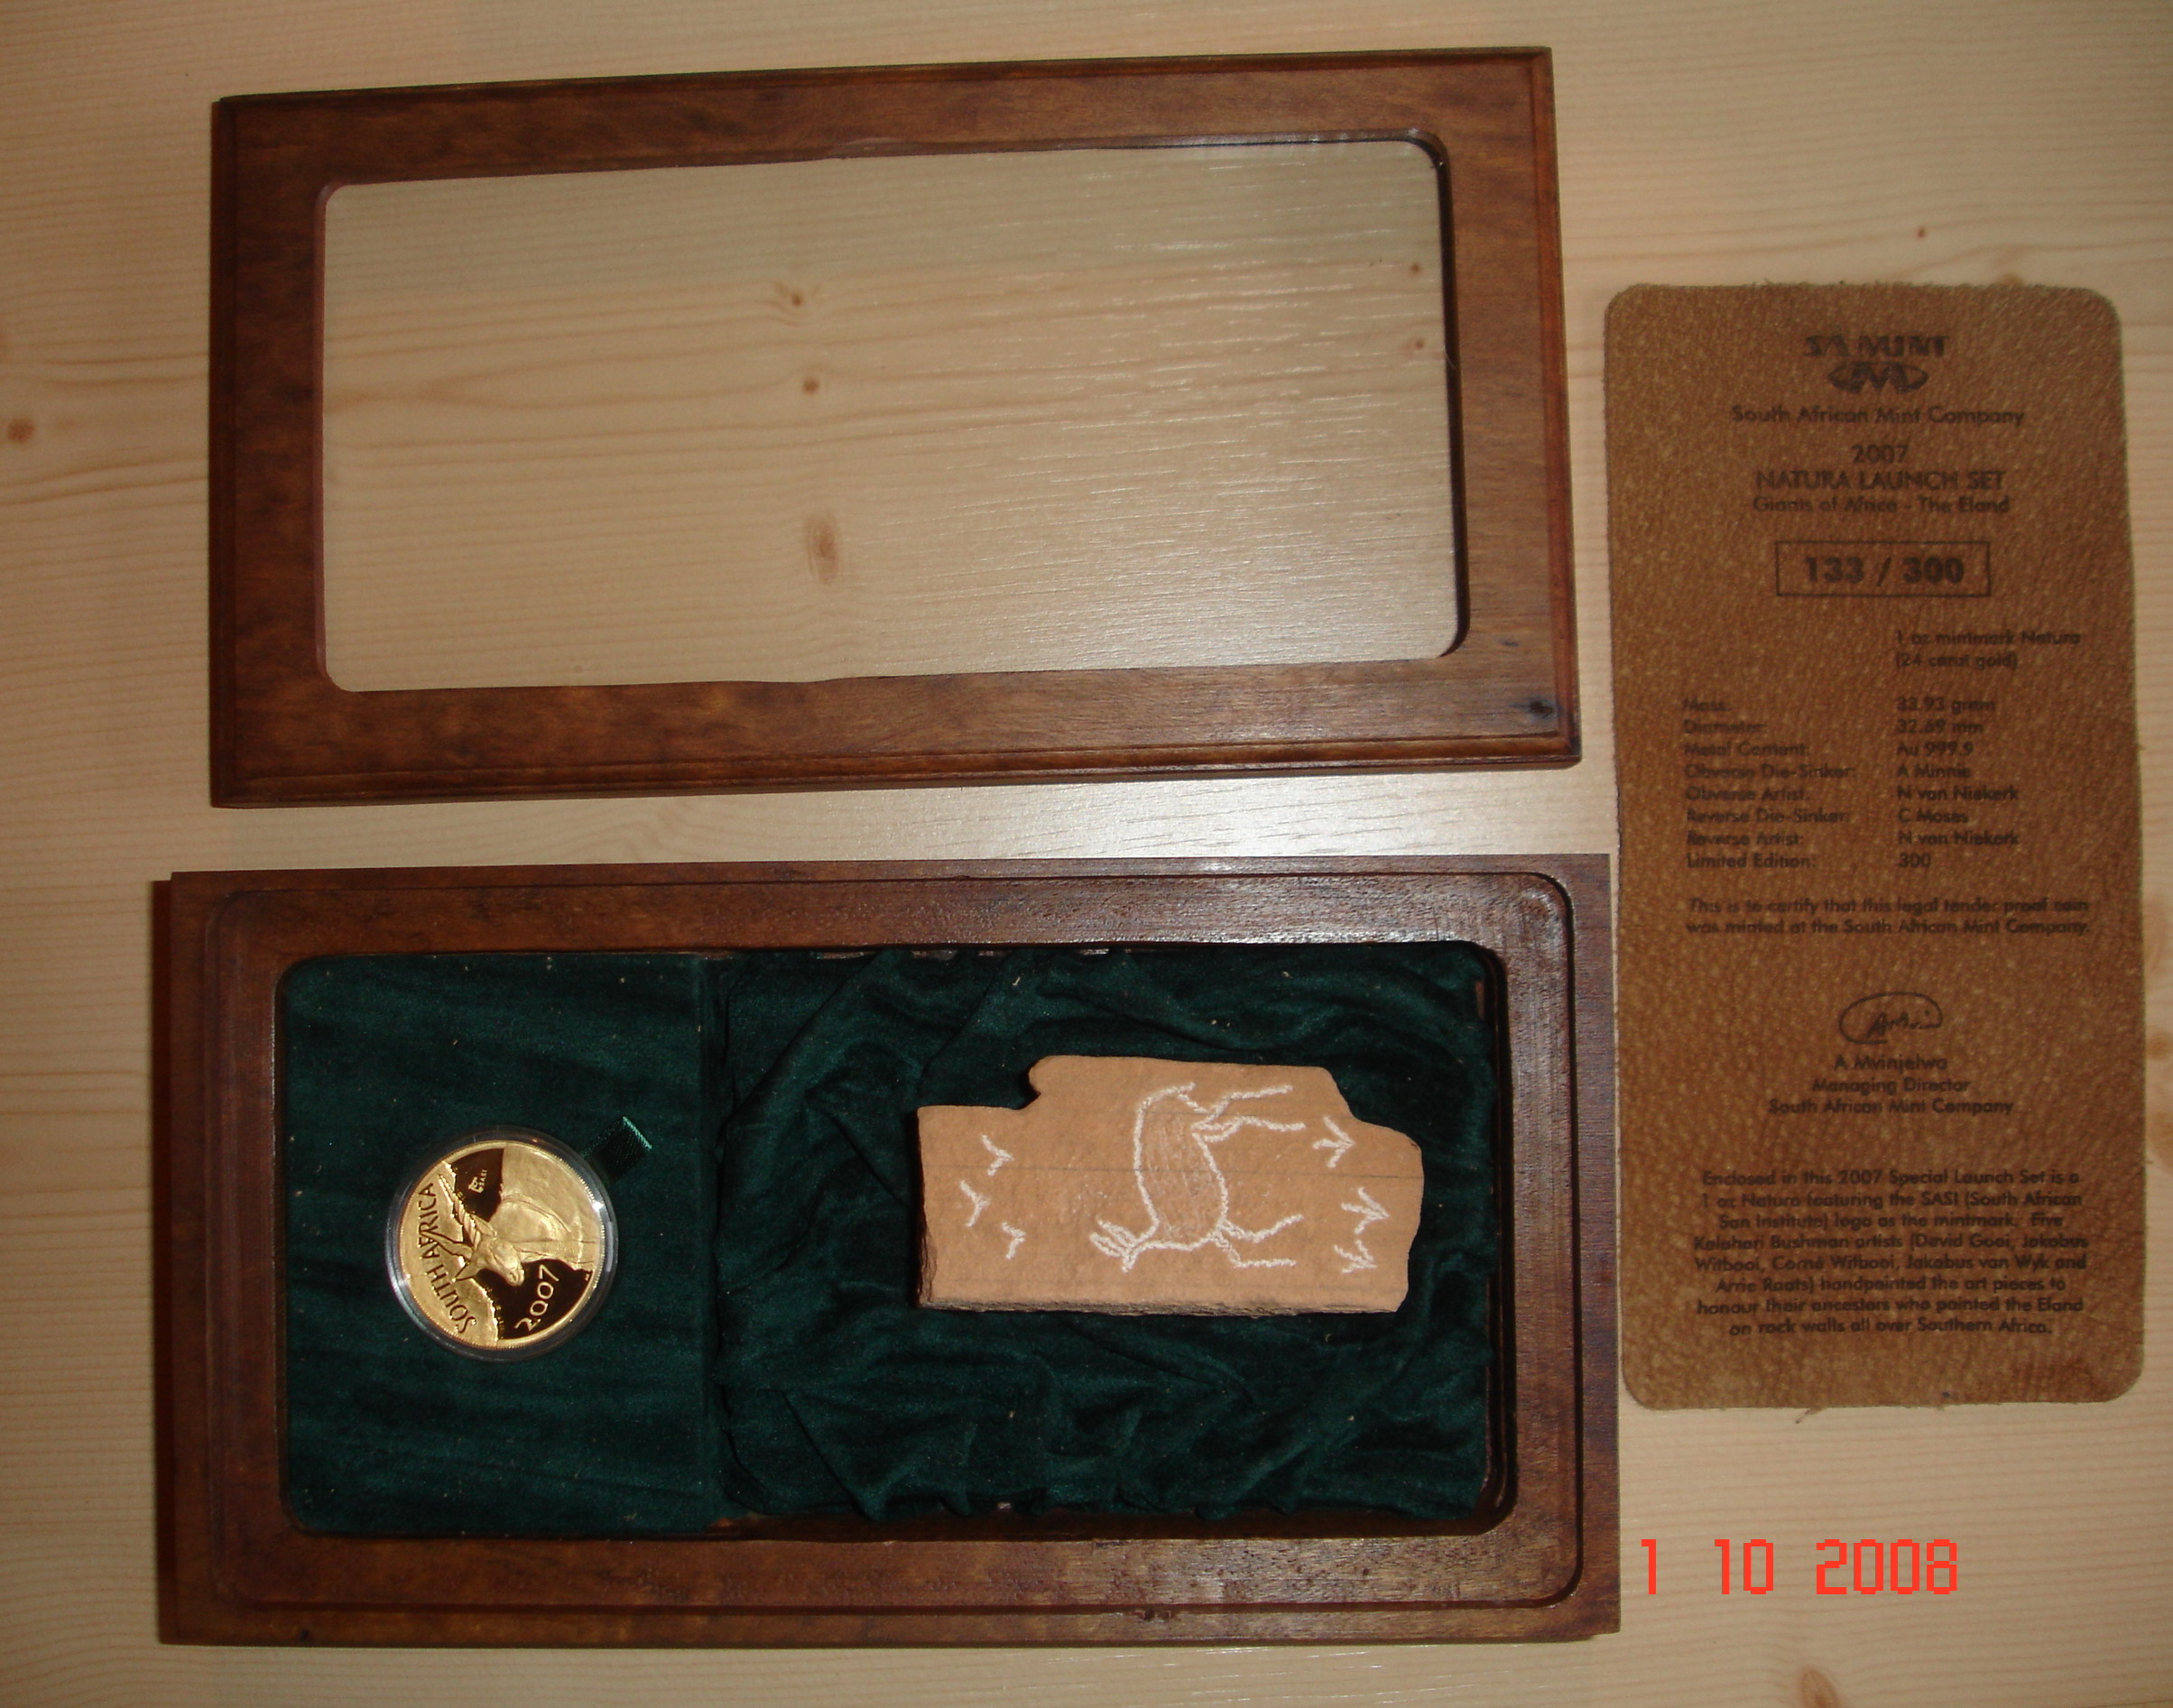 SOUTH AFRICA
2007
SASI
SA MINT
South African Mint Company
2007
NATURA LAUNCH SET
Giants of Africa - The Eland
133 / 300
1 oz mintmark Natura
(24 carat gold)
Mass: 33.93 gram
Diameter: 32.69 mm
Metal Content: Au 999.9
Obverse Die-Sinker: A Minnie
Obverse Artist: N van Niekerk
Reverse Die-Sinker: C Moses
Reverse Artist: N van Niekerk
Limited Edition: 300
This is to certify that this legal tender proof coin
was minted at the South African Mint Company.
A Mvinjelwa
Managing Director
South African Mint Company
Enclosed in this 2007 Special Launch Set is a
1 oz Natura featuring the SASI (South African
San Institute) logo as the mintmark. Five
Kalahari Bushman artists (David Gooi, Jakobus
Witbooi, Corné Witbooi, Jakobus van Wyk and
Arrie Raats) handpainted the art pieces to
honour their ancestors who painted the Eland
on rock walls all over Southern Africa.
1 10 2008